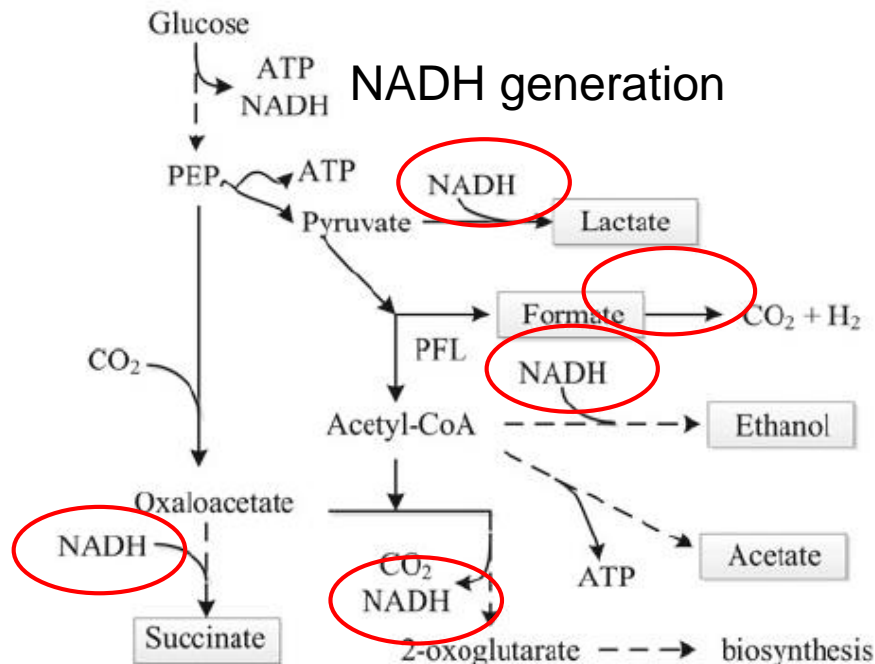 Glucose
ATP
NADH
NADH generation
PEP
ATP
NADH
Pyruvate
Lactate
Formate
CO₂ + H₂
PFL
CO₂
NADH
Acetyl-CoA
Ethanol
Oxaloacetate
NADH
CO₂
NADH
ATP
Acetate
Succinate
2-oxoglutarate
biosynthesis